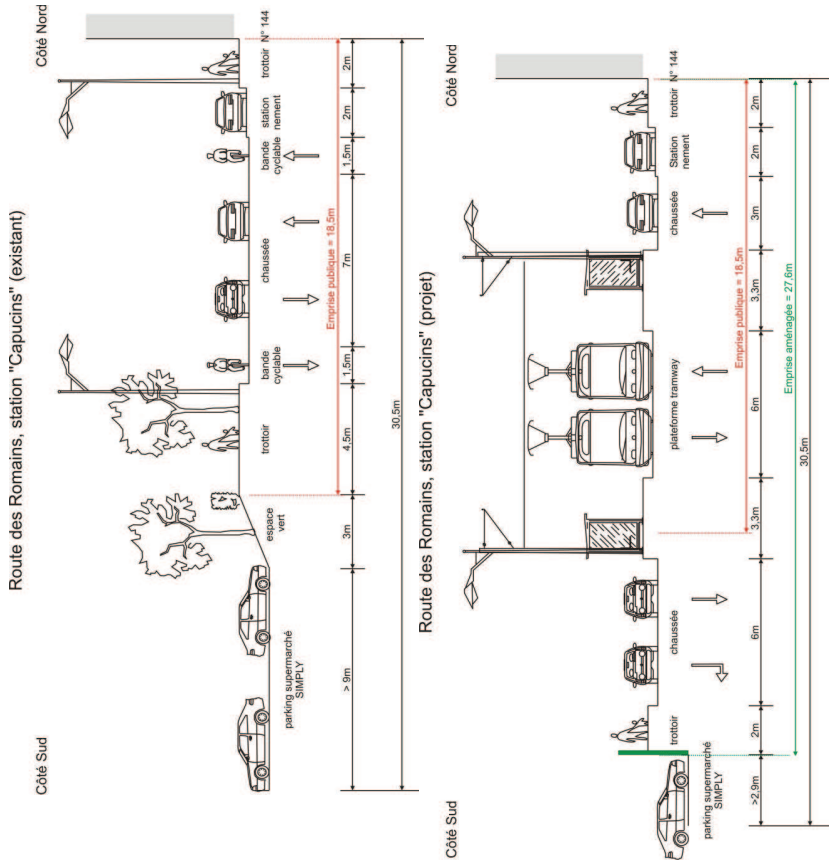 Route des Romains, station "Capucins" (existant)
Côté Sud
Côté Nord
N° 144
parking supermarché
SIMPLY
espace
vert
trottoir
bande
cyclable
chaussée
bande
cyclable
station
nement
trottoir
Emprise publique = 18,5m
> 9m
3m
4,5m
1,5m
7m
1,5m
2m
2m
30,5m
Route des Romains, station "Capucins" (projet)
Côté Sud
Côté Nord
N° 144
parking supermarché
SIMPLY
trottoir
chaussée
plateforme tramway
chaussée
Station
nement
trottoir
Emprise publique = 18,5m
>2,9m
2m
6m
3,3m
6m
3,3m
3m
2m
2m
Emprise aménagée = 27,6m
30,5m